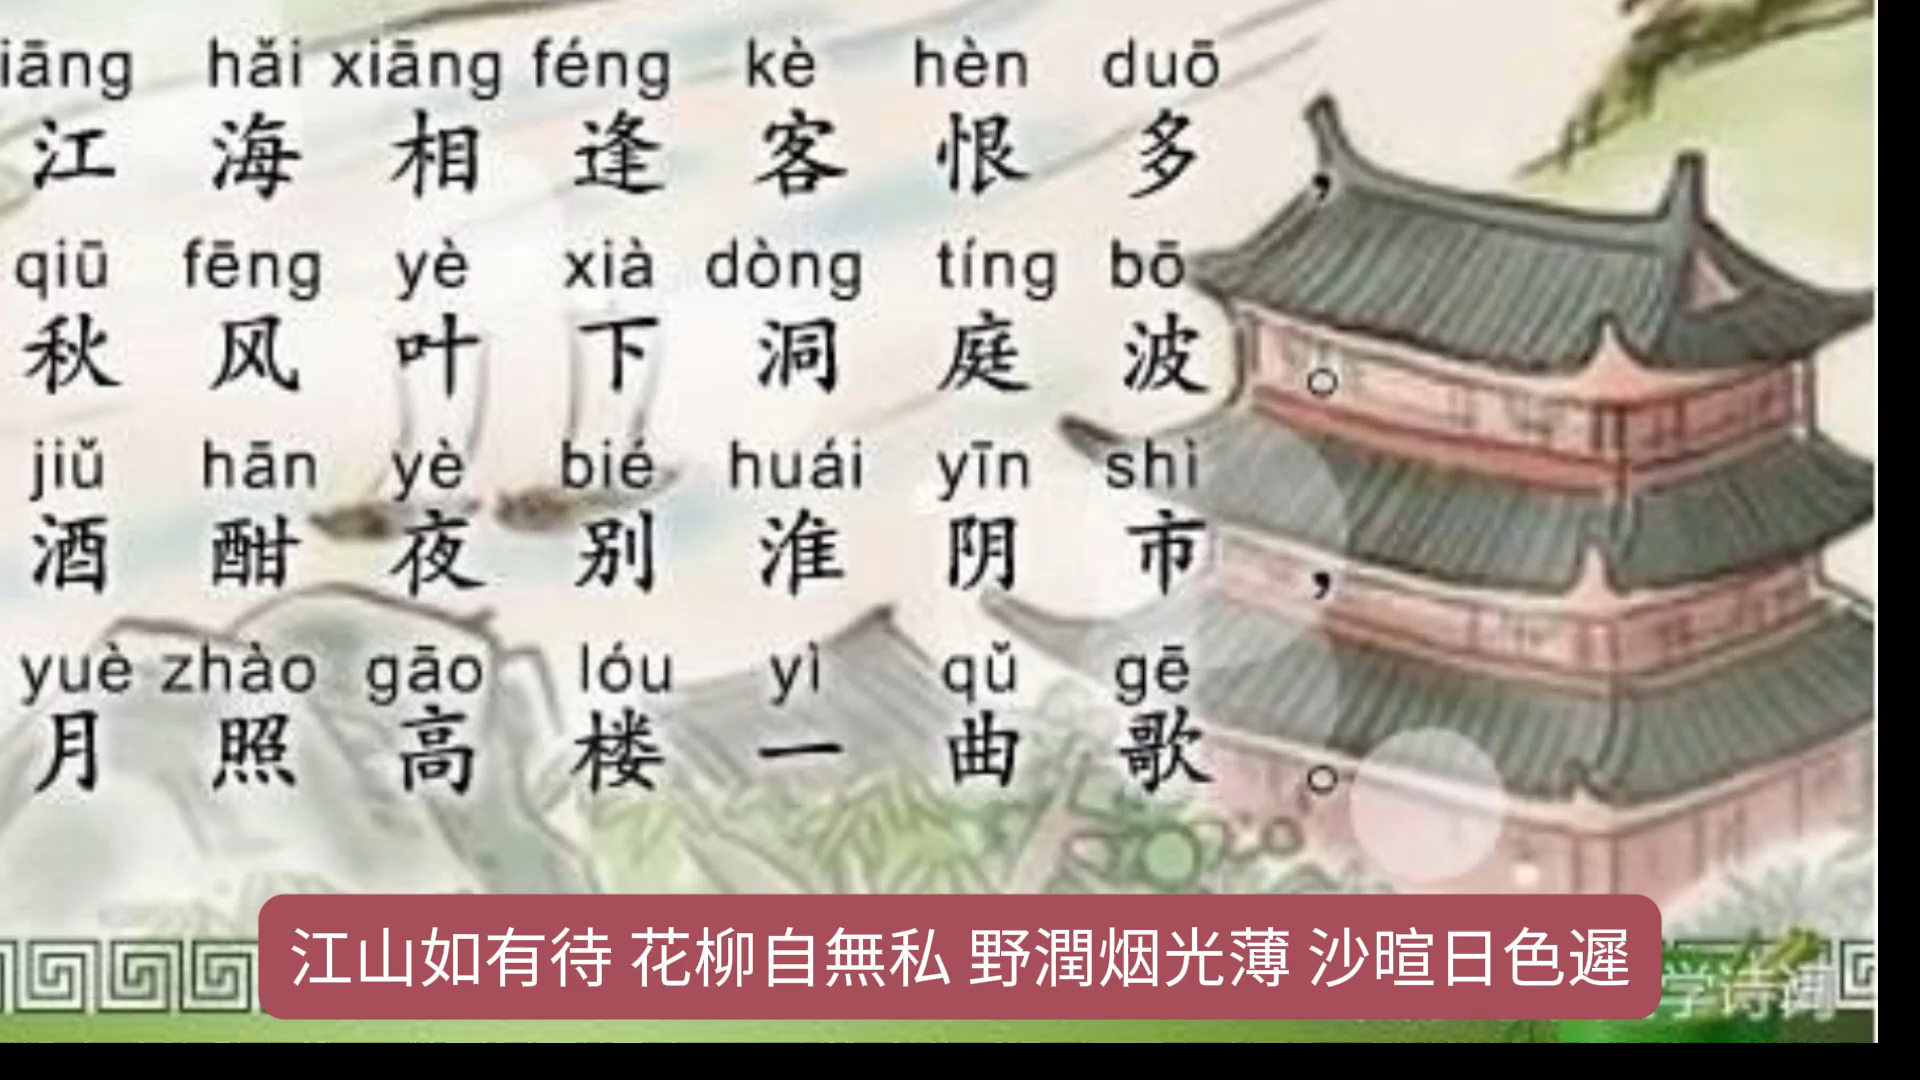 iāng hǎi xiāng féng kè hèn duō
江海相逢客恨多，
qiū fēng yè xià dòng tíng bō
秋风叶下洞庭波。
jiǔ hān yè bié huái yīn shì
酒酣夜别淮阴市，
yuè zhào gāo lóu yì qǔ gē
月照高楼一曲歌。
江山如有待 花柳自無私 野潤烟光薄 沙暄日色遲
学诗词